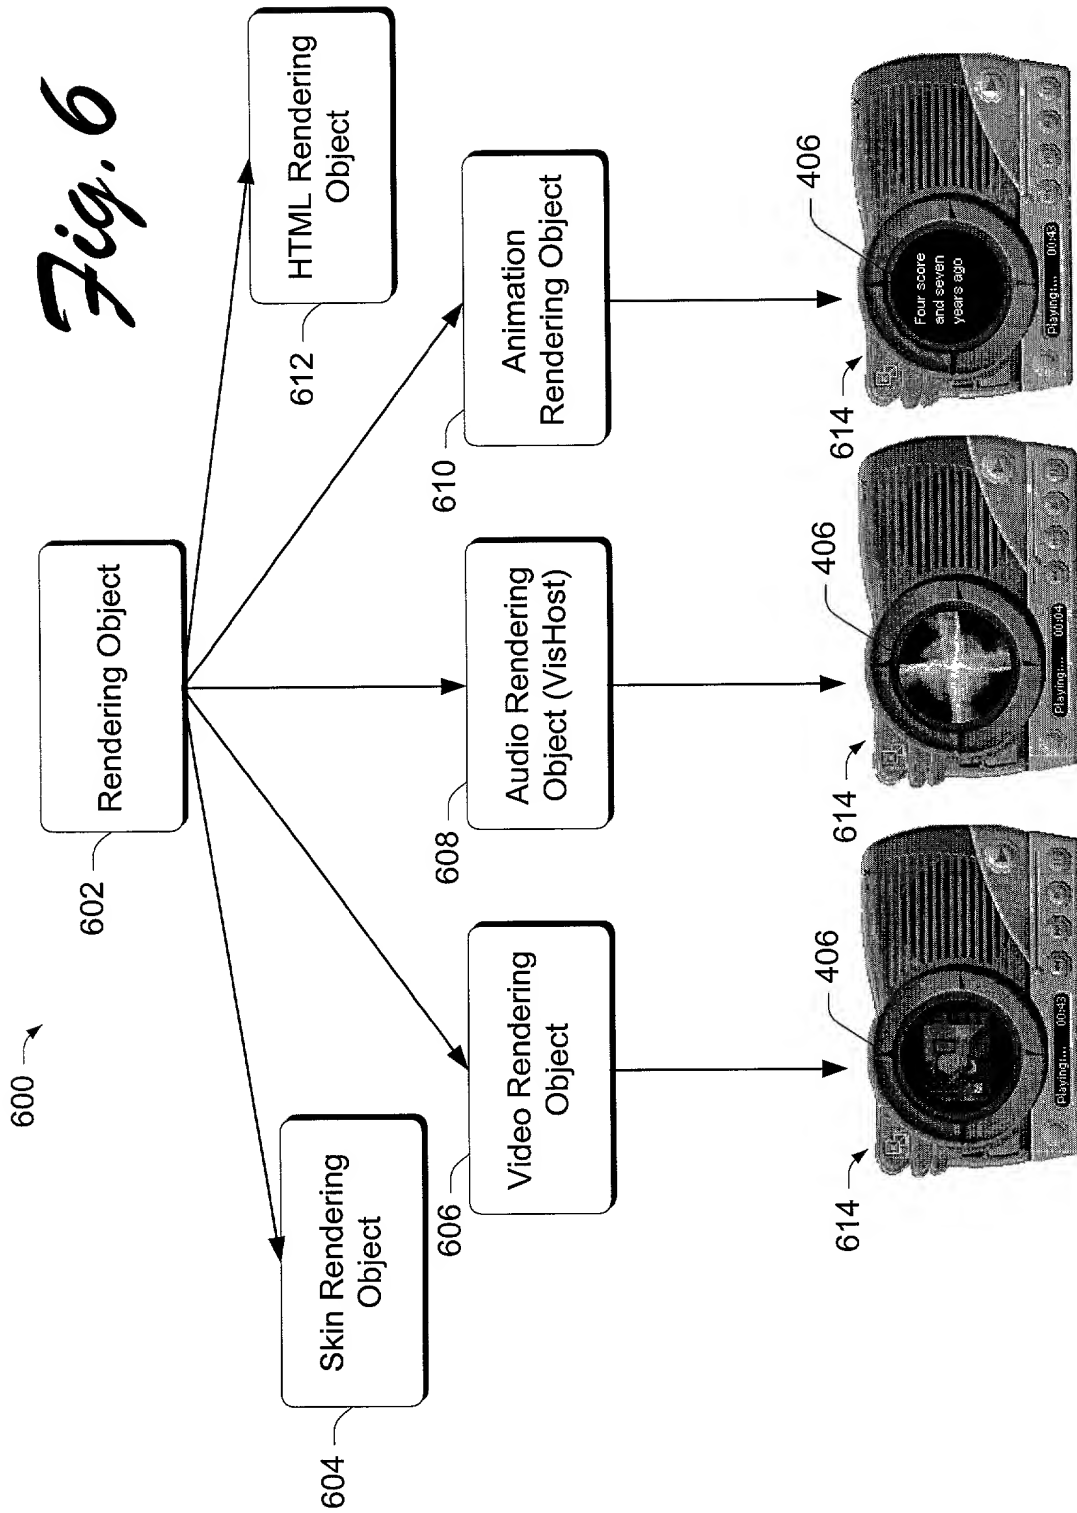 Fig. 6
600
602
Rendering Object
604
Skin Rendering
Object
606
Video Rendering
Object
608
Audio Rendering
Object (VisHost)
610
Animation
Rendering Object
612
HTML Rendering
Object
614
406
Playing:... 00:43
614
406
Playing:... 00:04
614
406
Four score
and seven
years ago
Playing:... 00:43